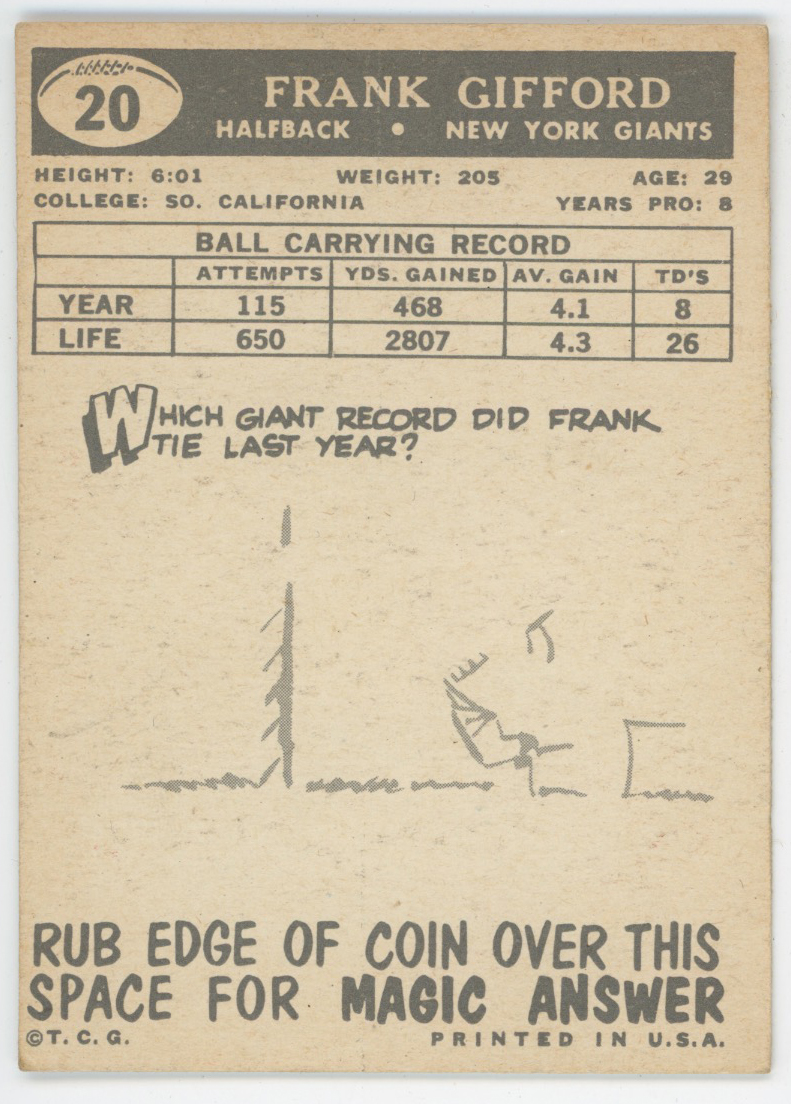 20
FRANK GIFFORD
HALFBACK • NEW YORK GIANTS
HEIGHT: 6:01 WEIGHT: 205 AGE: 29
COLLEGE: SO. CALIFORNIA YEARS PRO: 8
BALL CARRYING RECORD
ATTEMPTS YDS. GAINED AV. GAIN TD'S
YEAR 115 468 4.1 8
LIFE 650 2807 4.3 26
WHICH GIANT RECORD DID FRANK
TIE LAST YEAR?
RUB EDGE OF COIN OVER THIS
SPACE FOR MAGIC ANSWER
©T.C.G. PRINTED IN U.S.A.